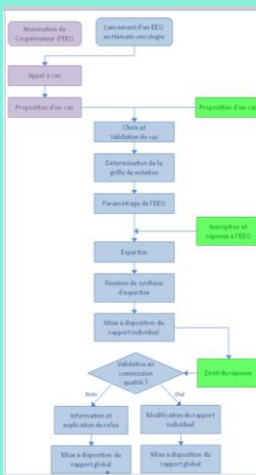 Nomination de
l'organisateur d'EEQ
Lancement d'un EEQ
en Hémato-oncologie
Appel à cas
Proposition d'un cas
Proposition d'un cas
Choix et
Validation du cas
Détermination de la
grille de notation
Paramétrage de l'EEQ
Inscription et
réponse à l'EEQ
Expertise
Réunion de synthèse
d'expertise
Mise à disposition du
rapport individuel
Validation en
commission
qualité ?
Droit de réponse
Non
Oui
Information et
explication du refus
Modification du rapport
individuel
Mise à disposition du
rapport global
Mise à disposition du
rapport global